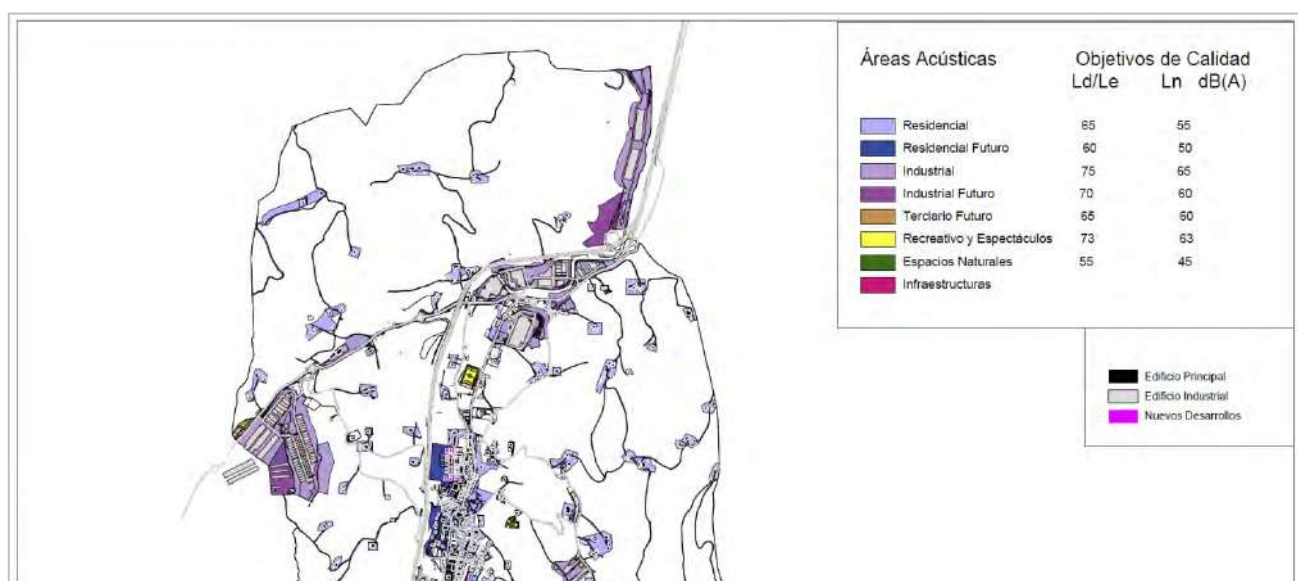 Áreas Acústicas Objetivos de Calidad
Ld/Le Ln dB(A)
Residencial 65 55
Residencial Futuro 60 50
Industrial 75 65
Industrial Futuro 70 60
Terciario Futuro 65 60
Recreativo y Espectáculos 73 63
Espacios Naturales 55 45
Infraestructuras
Edificio Principal
Edificio Industrial
Nuevos Desarrollos